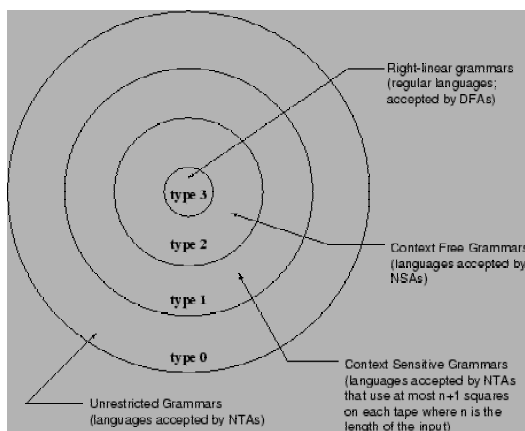 Right-linear grammars
(regular languages;
accepted by DFAs)
type 3
type 2
Context Free Grammars
(languages accepted by
NSAs)
type 1
type 0
Context Sensitive Grammars
(languages accepted by NTAs
that use at most n+1 squares
on each tape where n is the
length of the input)
Unrestricted Grammars
(languages accepted by NTAs)